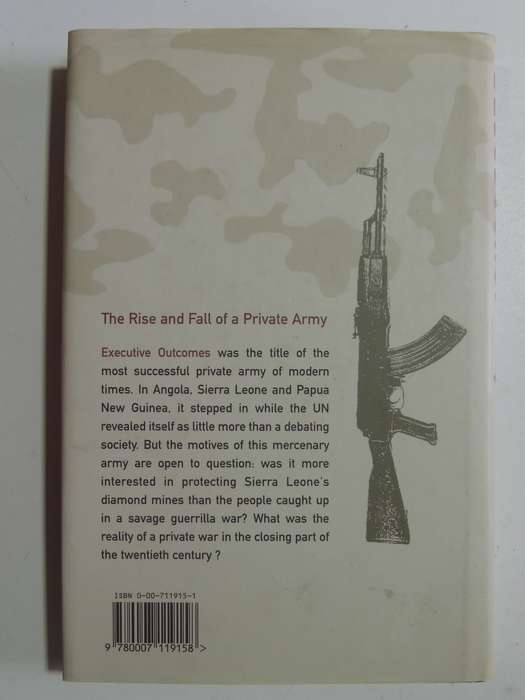 The Rise and Fall of a Private Army
Executive Outcomes was the title of the
most successful private army of modern
times. In Angola, Sierra Leone and Papua
New Guinea, it stepped in while the UN
revealed itself as little more than a debating
society. But the motives of this mercenary
army are open to question: was it more
interested in protecting Sierra Leone's
diamond mines than the people caught up
in a savage guerrilla war? What was the
reality of a private war in the closing part of
the twentieth century ?
ISBN 0-00-711915-1
9 780007 119158 >